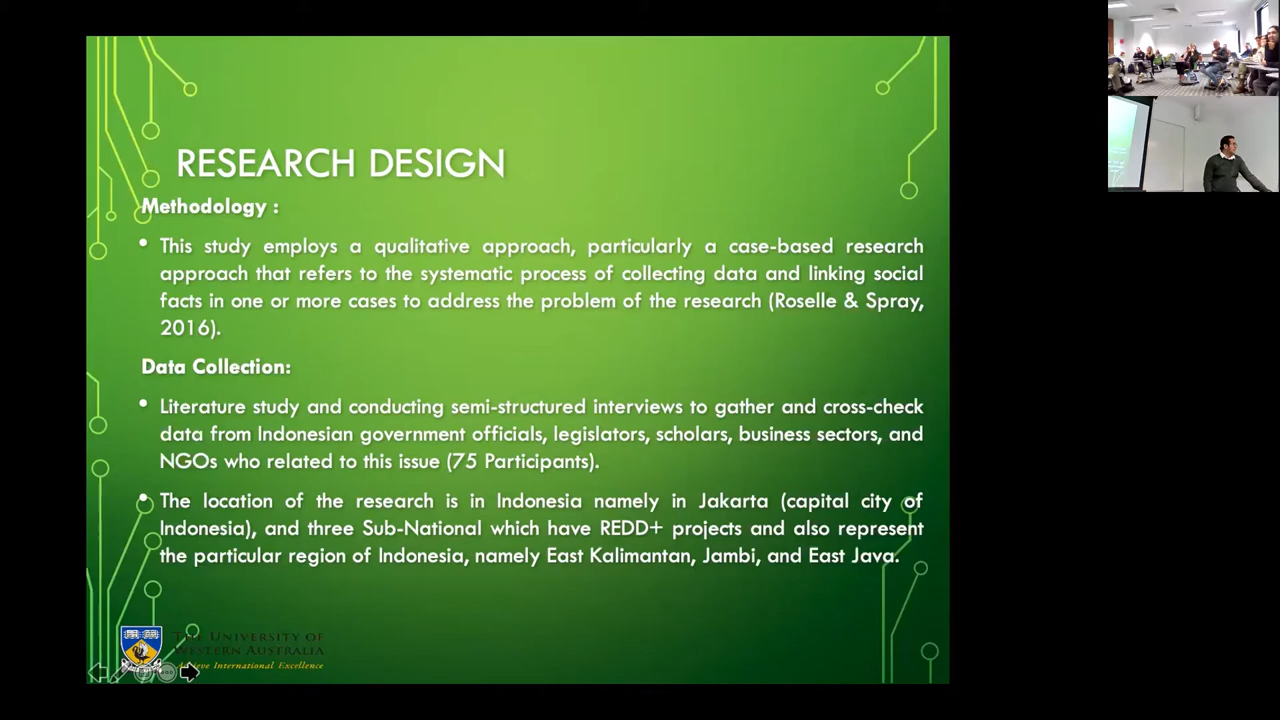 RESEARCH DESIGN
Methodology :
• This study employs a qualitative approach, particularly a case-based research
approach that refers to the systematic process of collecting data and linking social
facts in one or more cases to address the problem of the research (Roselle & Spray,
2016).
Data Collection:
• Literature study and conducting semi-structured interviews to gather and cross-check
data from Indonesian government officials, legislators, scholars, business sectors, and
NGOs who related to this issue (75 Participants).
• The location of the research is in Indonesia namely in Jakarta (capital city of
Indonesia), and three Sub-National which have REDD+ projects and also represent
the particular region of Indonesia, namely East Kalimantan, Jambi, and East Java.
THE UNIVERSITY OF
WESTERN AUSTRALIA
Achieve International Excellence